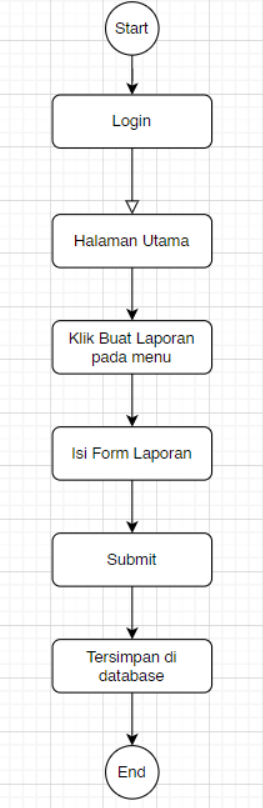 Start
Login
Halaman Utama
Klik Buat Laporan
pada menu
Isi Form Laporan
Submit
Tersimpan di
database
End